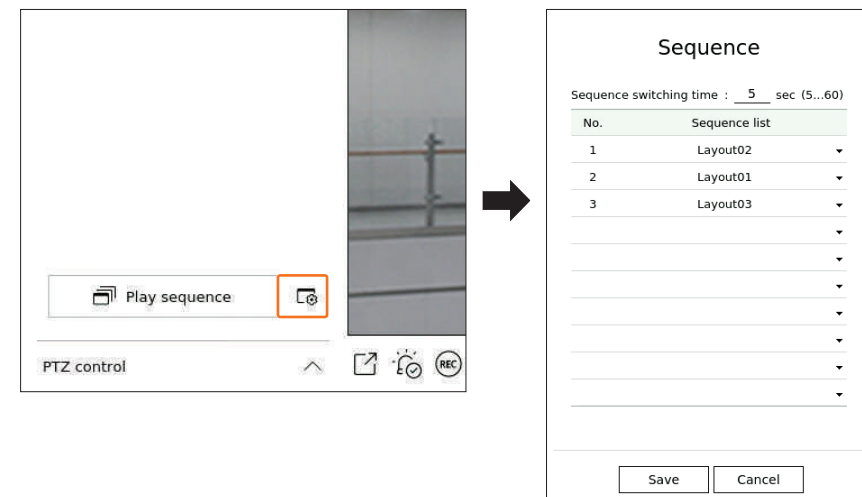 Play sequence
PTZ control
REC
Sequence
Sequence switching time : 5 sec (5...60)
No. Sequence list
1 Layout02
2 Layout01
3 Layout03
Save Cancel